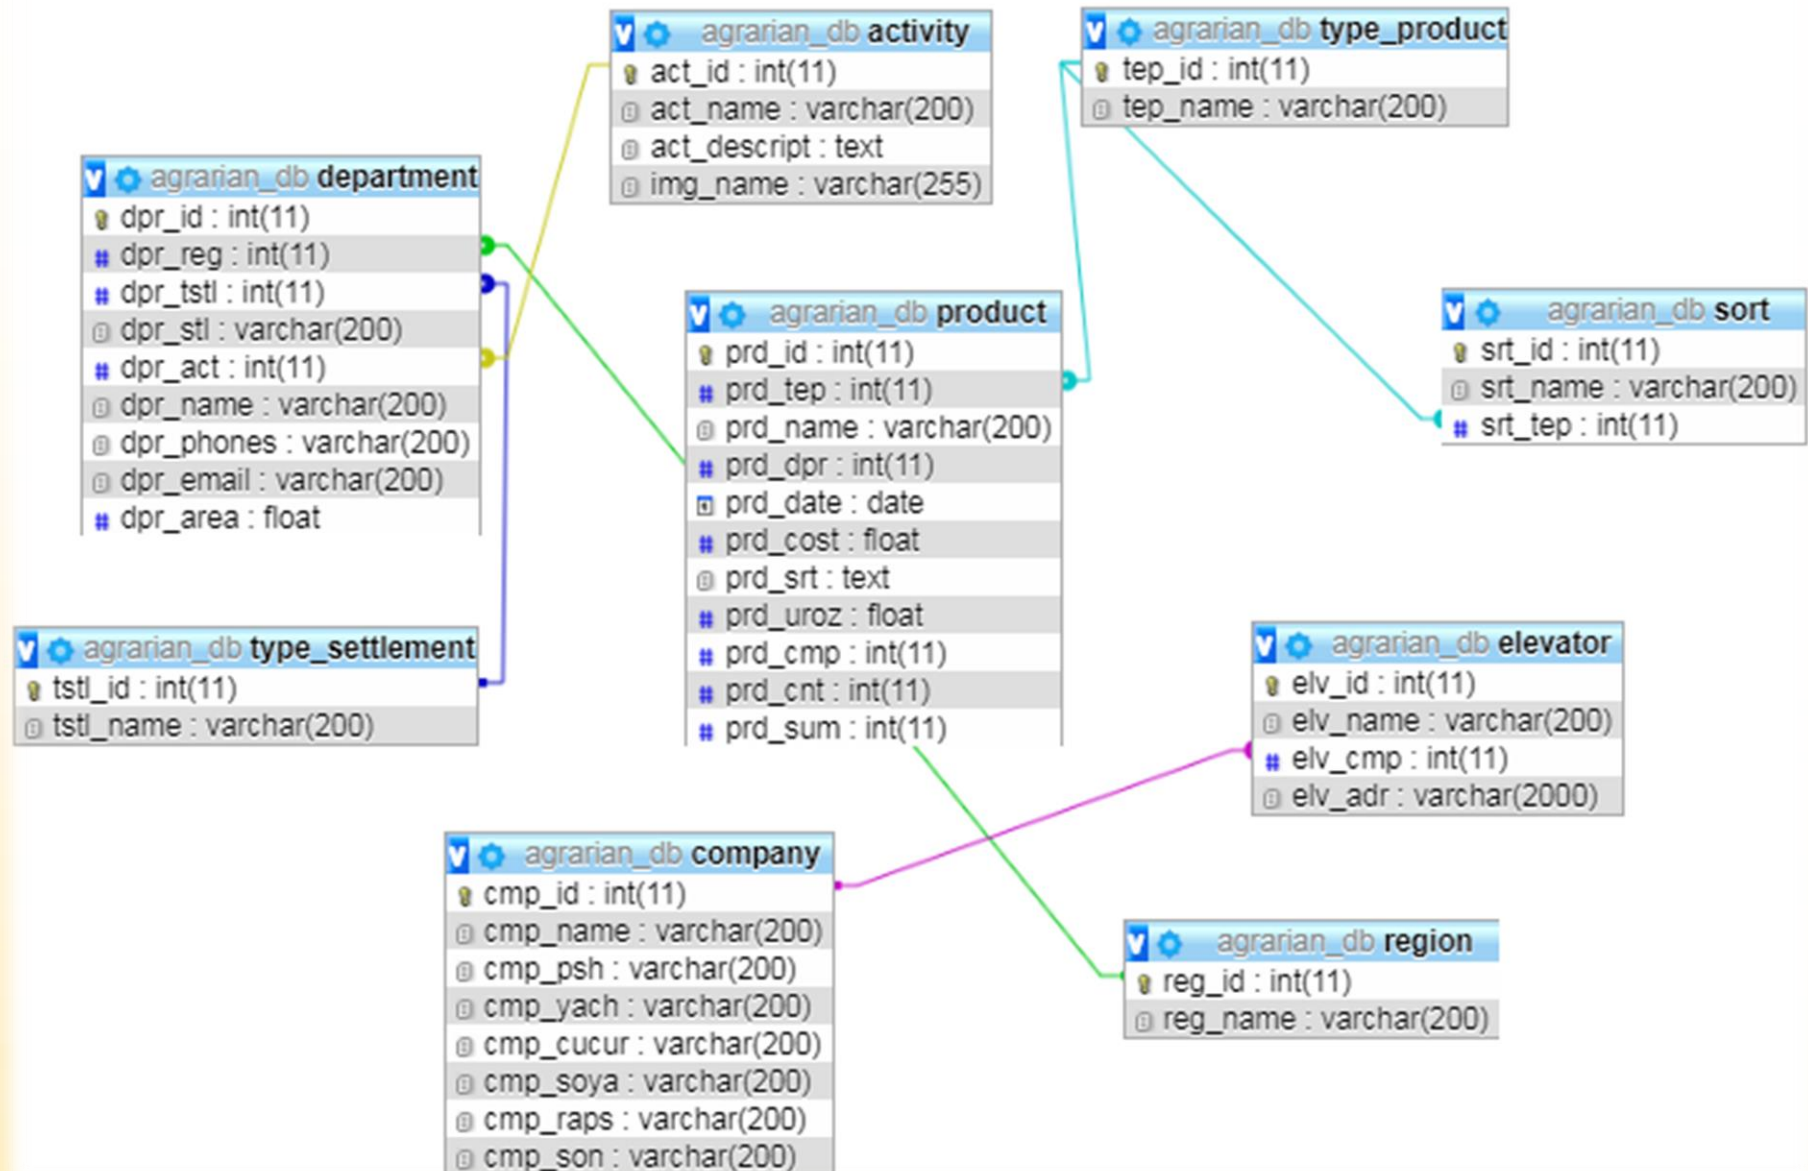 agrarian_db activity
act_id : int(11)
act_name : varchar(200)
act_descript : text
img_name : varchar(255)
agrarian_db type_product
tep_id : int(11)
tep_name : varchar(200)
agrarian_db department
dpr_id : int(11)
dpr_reg : int(11)
dpr_tstl : int(11)
dpr_stl : varchar(200)
dpr_act : int(11)
dpr_name : varchar(200)
dpr_phones : varchar(200)
dpr_email : varchar(200)
dpr_area : float
agrarian_db product
prd_id : int(11)
prd_tep : int(11)
prd_name : varchar(200)
prd_dpr : int(11)
prd_date : date
prd_cost : float
prd_srt : text
prd_uroz : float
prd_cmp : int(11)
prd_cnt : int(11)
prd_sum : int(11)
agrarian_db sort
srt_id : int(11)
srt_name : varchar(200)
srt_tep : int(11)
agrarian_db type_settlement
tstl_id : int(11)
tstl_name : varchar(200)
agrarian_db elevator
elv_id : int(11)
elv_name : varchar(200)
elv_cmp : int(11)
elv_adr : varchar(2000)
agrarian_db company
cmp_id : int(11)
cmp_name : varchar(200)
cmp_psh : varchar(200)
cmp_yach : varchar(200)
cmp_cucur : varchar(200)
cmp_soya : varchar(200)
cmp_raps : varchar(200)
cmp_son : varchar(200)
agrarian_db region
reg_id : int(11)
reg_name : varchar(200)